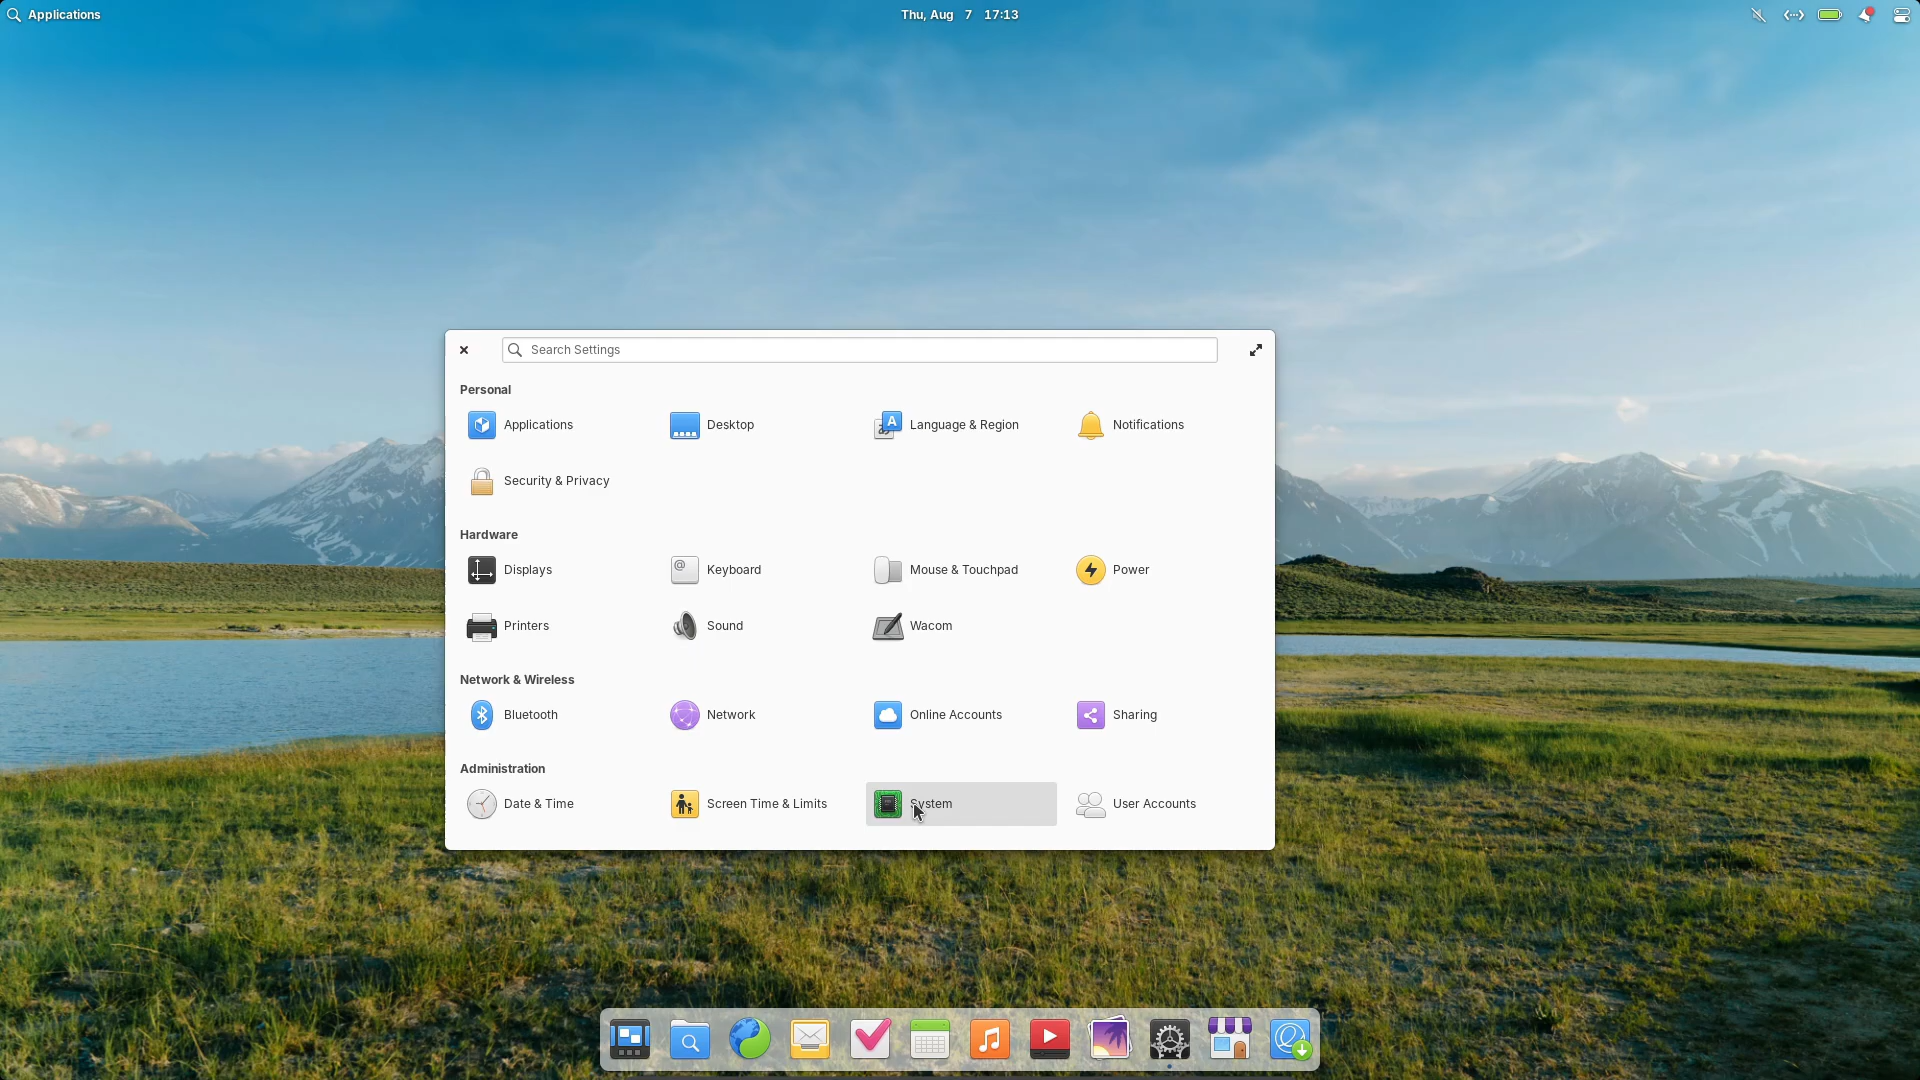 Applications
Thu, Aug 7 17:13
Search Settings
Personal
Applications
Desktop
Language & Region
Notifications
Security & Privacy
Hardware
Displays
Keyboard
Mouse & Touchpad
Power
Printers
Sound
Wacom
Network & Wireless
Bluetooth
Network
Online Accounts
Sharing
Administration
Date & Time
Screen Time & Limits
System
User Accounts